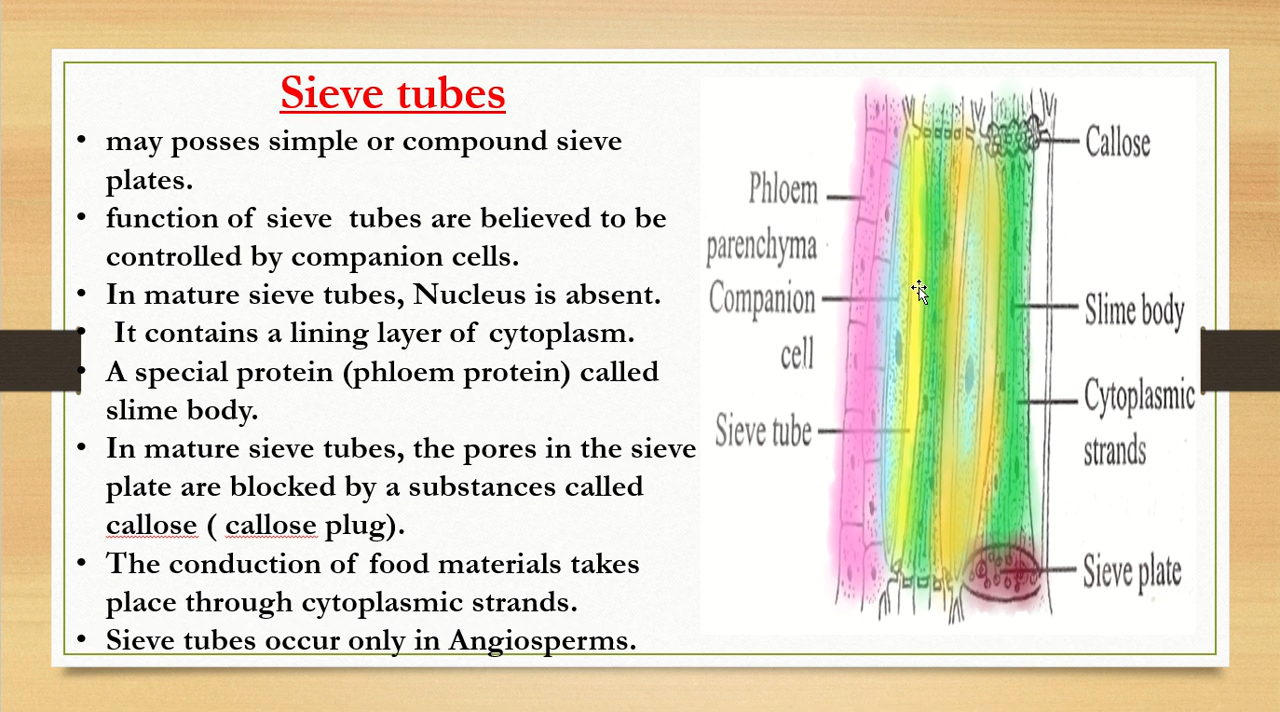 Sieve tubes
• may posses simple or compound sieve
plates.
• function of sieve tubes are believed to be
controlled by companion cells.
• In mature sieve tubes, Nucleus is absent.
• It contains a lining layer of cytoplasm.
• A special protein (phloem protein) called
slime body.
• In mature sieve tubes, the pores in the sieve
plate are blocked by a substances called
callose ( callose plug).
• The conduction of food materials takes
place through cytoplasmic strands.
• Sieve tubes occur only in Angiosperms.
Phloem
parenchyma
Companion
cell
Sieve tube
Callose
Slime body
Cytoplasmic
strands
Sieve plate